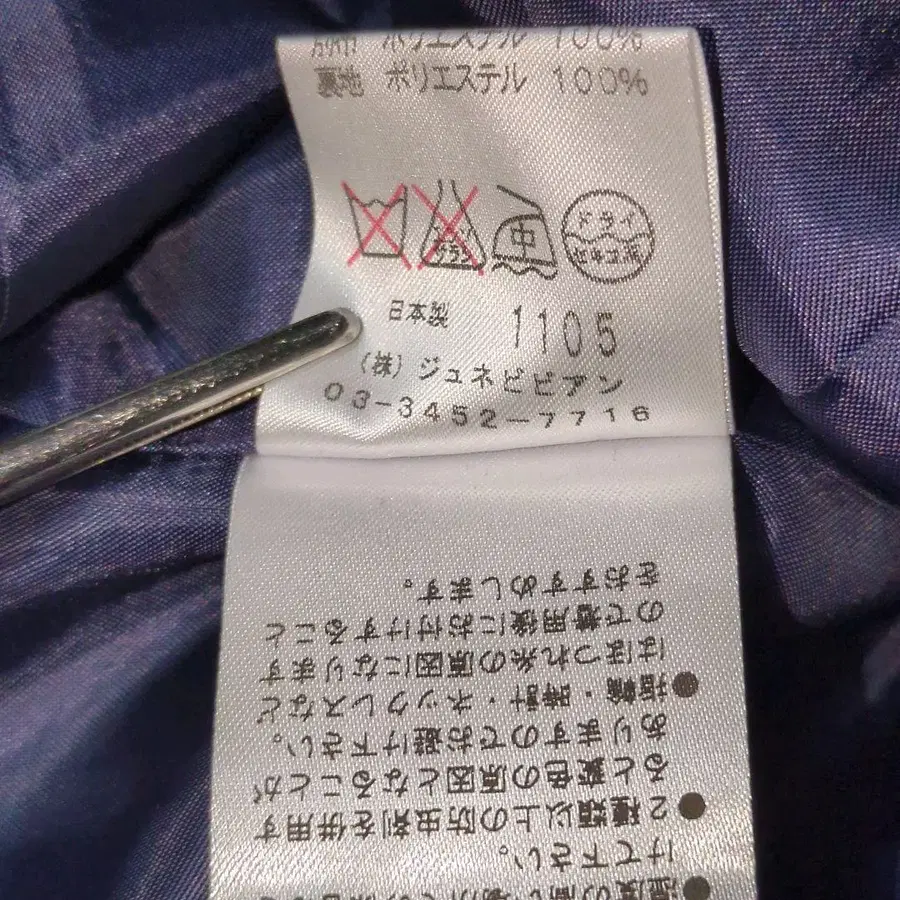 別布 ポリエステル 100%
裏地 ポリエステル 100%
中
ドライ
セキユ系
日本製 1105
(株)ジュネビビアン
03-3452-7716
け下さい。
●2種類以上の防虫剤を併用す
ると変色の原因となることが
ありますのでお避け下さい。
●指輪・時計・ネックレスなど
はほつれ糸の原因になります
ので着用後にお付けすること
をおすすめします。